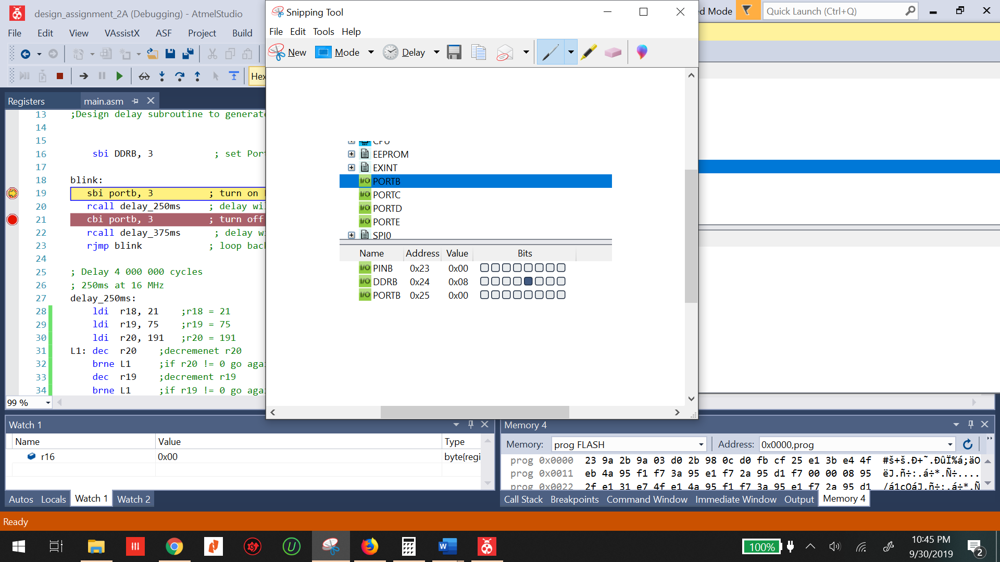 design_assignment_2A (Debugging) - AtmelStudio
File Edit View VAssistX ASF Project Build
Hex
Registers
main.asm
13 ;Design delay subroutine to generate
14
15
16 sbi DDRB, 3 ; set Port
17
18 blink:
19 sbi portb, 3 ; turn on
20 rcall delay_250ms ; delay wi
21 cbi portb, 3 ; turn off
22 rcall delay_375ms ; delay w
23 rjmp blink ; loop back
24
25 ; Delay 4 000 000 cycles
26 ; 250ms at 16 MHz
27 delay_250ms:
28 ldi r18, 21 ;r18 = 21
29 ldi r19, 75 ;r19 = 75
30 ldi r20, 191 ;r20 = 191
31 L1: dec r20 ;decremenet r20
32 brne L1 ;if r20 != 0 go agai
33 dec r19 ;decrement r19
34 brne L1 ;if r19 != 0 go agai
99 %
Snipping Tool
File Edit Tools Help
New Mode Delay
CPU
EEPROM
EXINT
I/O PORTB
I/O PORTC
I/O PORTD
I/O PORTE
SPI0
Name Address Value Bits
I/O PINB 0x23 0x00
I/O DDRB 0x24 0x08
I/O PORTB 0x25 0x00
d Mode
Quick Launch (Ctrl+Q)
Watch 1
Name Value Type
r16 0x00 byte{regi
Autos Locals Watch 1 Watch 2
Memory 4
Memory: prog FLASH Address: 0x0000,prog
prog 0x0000 23 9a 2b 9a 03 d0 2b 98 0c d0 fb cf 25 e1 3b e4 4f #š+š.Ð+˜.ÐûÏ%á;äO
prog 0x0011 eb 4a 95 f1 f7 3a 95 e1 f7 2a 95 d1 f7 00 00 08 95 ëJ.ñ÷:.á÷*.Ñ÷....
prog 0x0022 2f e1 31 e7 4f e1 4a 95 f1 f7 3a 95 e1 f7 2a 95 d1 /á1çOáJ.ñ÷:.á÷*.Ñ
Call Stack Breakpoints Command Window Immediate Window Output Memory 4
Ready
100%
10:45 PM
9/30/2019
2